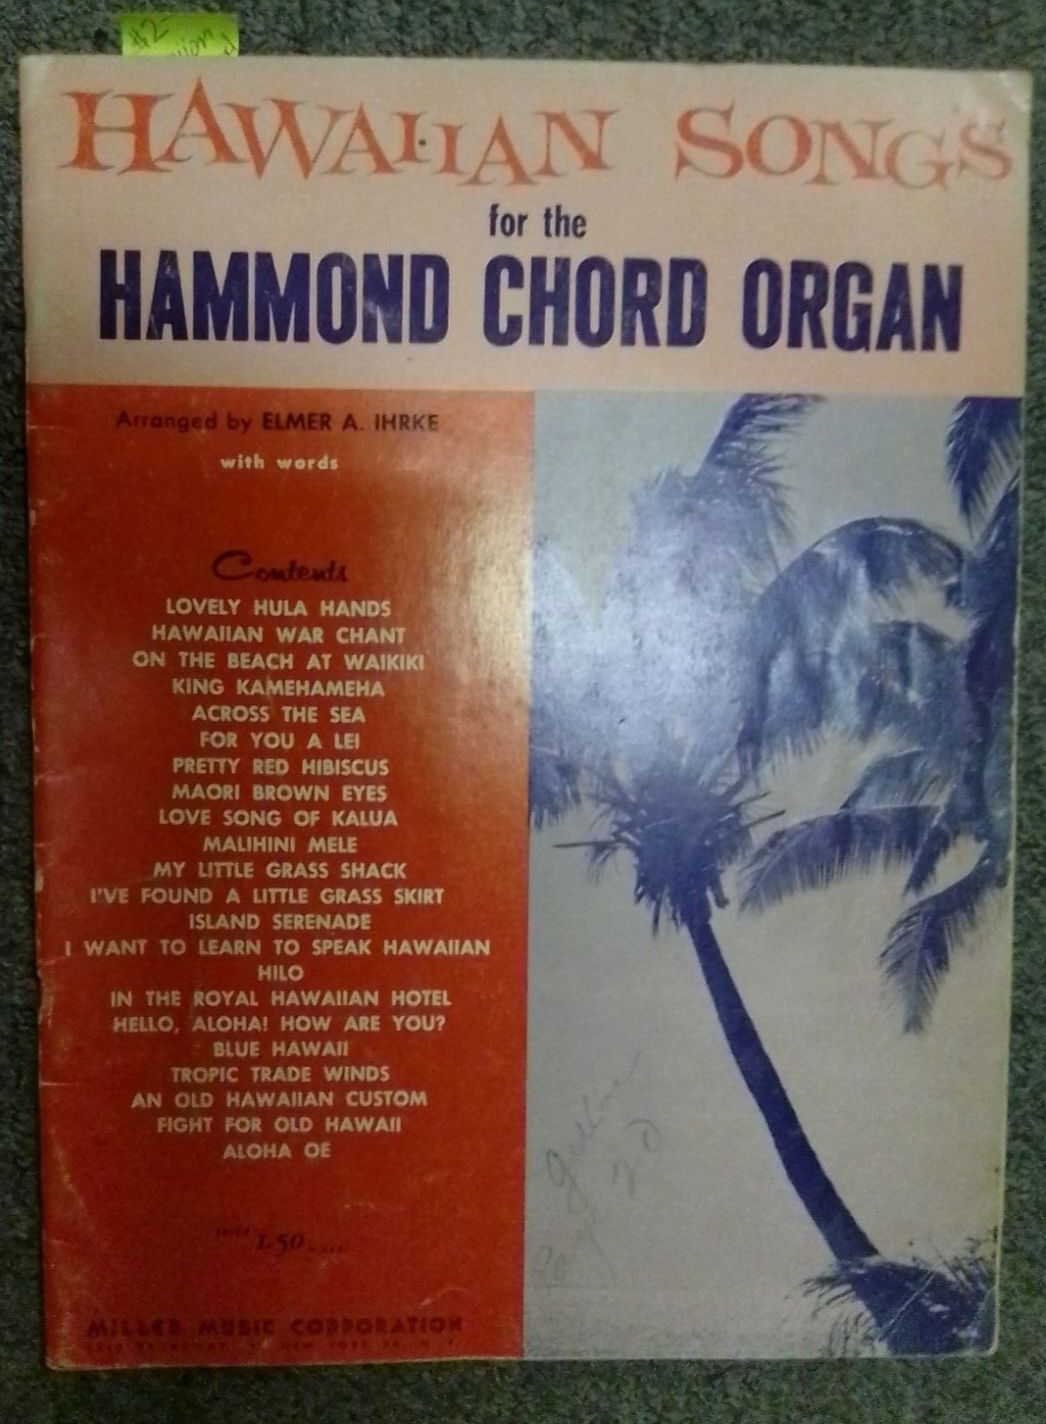 $2-
HAWAIIAN SONGS
for the
HAMMOND CHORD ORGAN
Arranged by ELMER A. IHRKE
with words
Contents
LOVELY HULA HANDS
HAWAIIAN WAR CHANT
ON THE BEACH AT WAIKIKI
KING KAMEHAMEHA
ACROSS THE SEA
FOR YOU A LEI
PRETTY RED HIBISCUS
MAORI BROWN EYES
LOVE SONG OF KALUA
MALIHINI MELE
MY LITTLE GRASS SHACK
I'VE FOUND A LITTLE GRASS SKIRT
ISLAND SERENADE
I WANT TO LEARN TO SPEAK HAWAIIAN
HILO
IN THE ROYAL HAWAIIAN HOTEL
HELLO, ALOHA! HOW ARE YOU?
BLUE HAWAII
TROPIC TRADE WINDS
AN OLD HAWAIIAN CUSTOM
FIGHT FOR OLD HAWAII
ALOHA OE
20
1.50
MILLER MUSIC CORPORATION